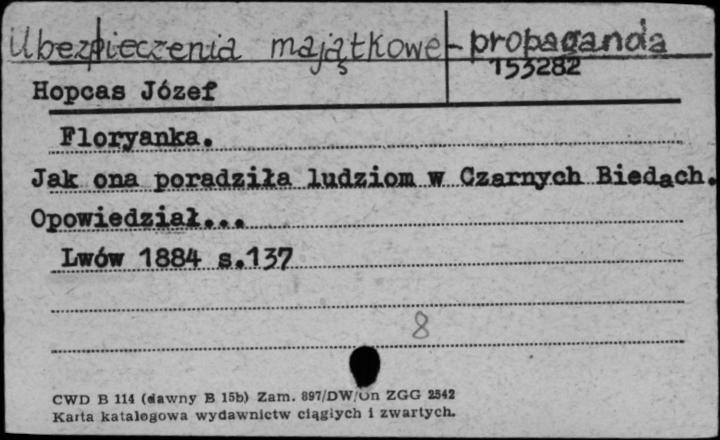 Ubezpieczenia majątkowe - propaganda
153282
Hopcas Józef
Floryanka.
Jak ona poradziła ludziom w Czarnych Biedach.
Opowiedział...
Lwów 1884 s.137
8
CWD B 114 (dawny B 15b) Zam. 897/DW/Un ZGG 2542
Karta katalogowa wydawnictw ciągłych i zwartych.